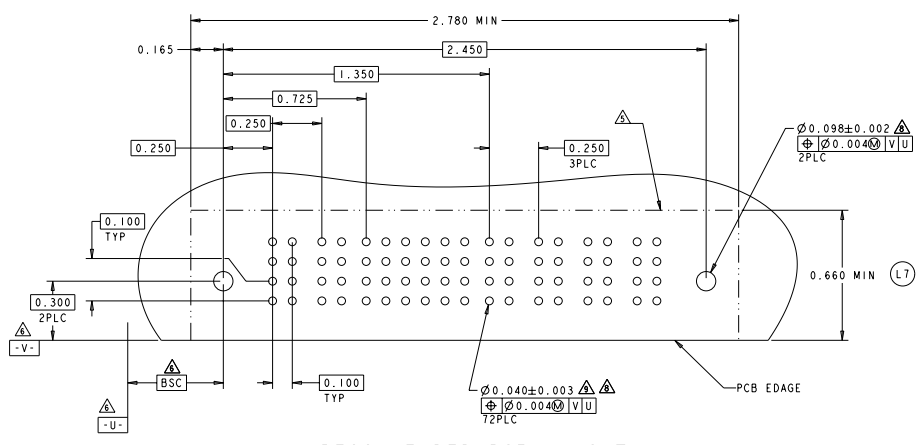 2.780 MIN
0.165
2.450
1.350
0.725
0.250
5
Ø0.098±0.002 8
⌖ Ø0.004Ⓜ V U
2PLC
0.250
0.250
3PLC
0.100
TYP
0.660 MIN
L7
0.300
2PLC
6
-V-
6
BSC
0.100
TYP
Ø0.040±0.003 9 8
⌖ Ø0.004Ⓜ V U
72PLC
PCB EDAGE
6
-U-